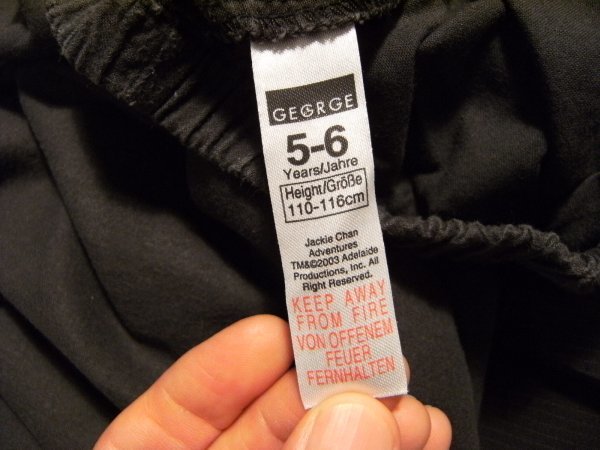 GEORGE
5-6
Years/Jahre
Height/Größe
110-116cm
Jackie Chan
Adventures
TM&©2003 Adelaide
Productions, Inc. All
Right Reserved.
KEEP AWAY
FROM FIRE
VON OFFENEM
FEUER
FERNHALTEN